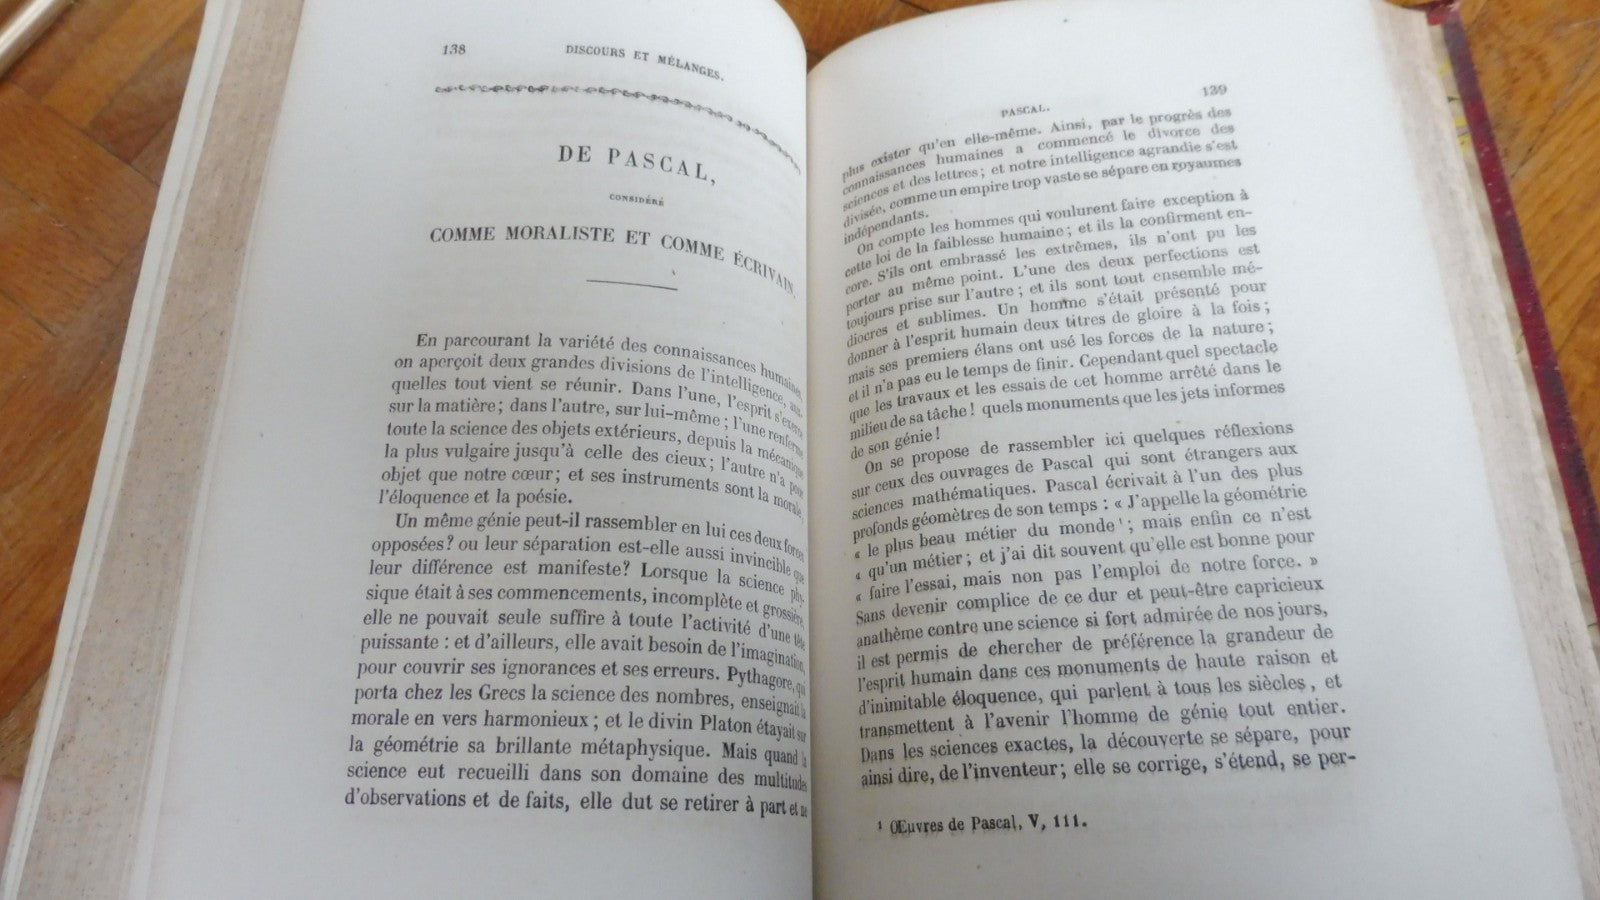 138
DISCOURS ET MÉLANGES.
DE PASCAL,
CONSIDÉRÉ
COMME MORALISTE ET COMME ÉCRIVAIN.
En parcourant la variété des connaissances humaines,
on aperçoit deux grandes divisions de l'intelligence, aux-
quelles tout vient se réunir. Dans l'une, l'esprit s'exerce
sur la matière; dans l'autre, sur lui-même; l'une renferme
toute la science des objets extérieurs, depuis la mécanique
la plus vulgaire jusqu'à celle des cieux; l'autre n'a pour
objet que notre cœur; et ses instruments sont la morale,
l'éloquence et la poésie.
Un même génie peut-il rassembler en lui ces deux forces
opposées? ou leur séparation est-elle aussi invincible que
leur différence est manifeste? Lorsque la science phy-
sique était à ses commencements, incomplète et grossière,
elle ne pouvait seule suffire à toute l'activité d'une tête
puissante : et d'ailleurs, elle avait besoin de l'imagination,
pour couvrir ses ignorances et ses erreurs. Pythagore, qui
porta chez les Grecs la science des nombres, enseignait la
morale en vers harmonieux; et le divin Platon étayait sur
la géométrie sa brillante métaphysique. Mais quand la
science eut recueilli dans son domaine des multitudes
d'observations et de faits, elle dut se retirer à part et ne
PASCAL.
139
plus exister qu'en elle-même. Ainsi, par le progrès des
connaissances humaines a commencé le divorce des
sciences et des lettres; et notre intelligence agrandie s'est
divisée, comme un empire trop vaste se sépare en royaumes
indépendants.
On compte les hommes qui voulurent faire exception à
cette loi de la faiblesse humaine; et ils la confirment en-
core. S'ils ont embrassé les extrêmes, ils n'ont pu les
porter au même point. L'une des deux perfections est
toujours prise sur l'autre; et ils sont tout ensemble mé-
diocres et sublimes. Un homme s'était présenté pour
donner à l'esprit humain deux titres de gloire à la fois;
mais ses premiers élans ont usé les forces de la nature;
et il n'a pas eu le temps de finir. Cependant quel spectacle
que les travaux et les essais de cet homme arrêté dans le
milieu de sa tâche! quels monuments que les jets informes
de son génie!
On se propose de rassembler ici quelques réflexions
sur ceux des ouvrages de Pascal qui sont étrangers aux
sciences mathématiques. Pascal écrivait à l'un des plus
profonds géomètres de son temps : « J'appelle la géométrie
« le plus beau métier du monde¹; mais enfin ce n'est
« qu'un métier; et j'ai dit souvent qu'elle est bonne pour
« faire l'essai, mais non pas l'emploi de notre force. »
Sans devenir complice de ce dur et peut-être capricieux
anathème contre une science si fort admirée de nos jours,
il est permis de chercher de préférence la grandeur de
l'esprit humain dans ces monuments de haute raison et
d'inimitable éloquence, qui parlent à tous les siècles, et
transmettent à l'avenir l'homme de génie tout entier.
Dans les sciences exactes, la découverte se sépare, pour
ainsi dire, de l'inventeur; elle se corrige, s'étend, se per-
¹ Œuvres de Pascal, V, 111.